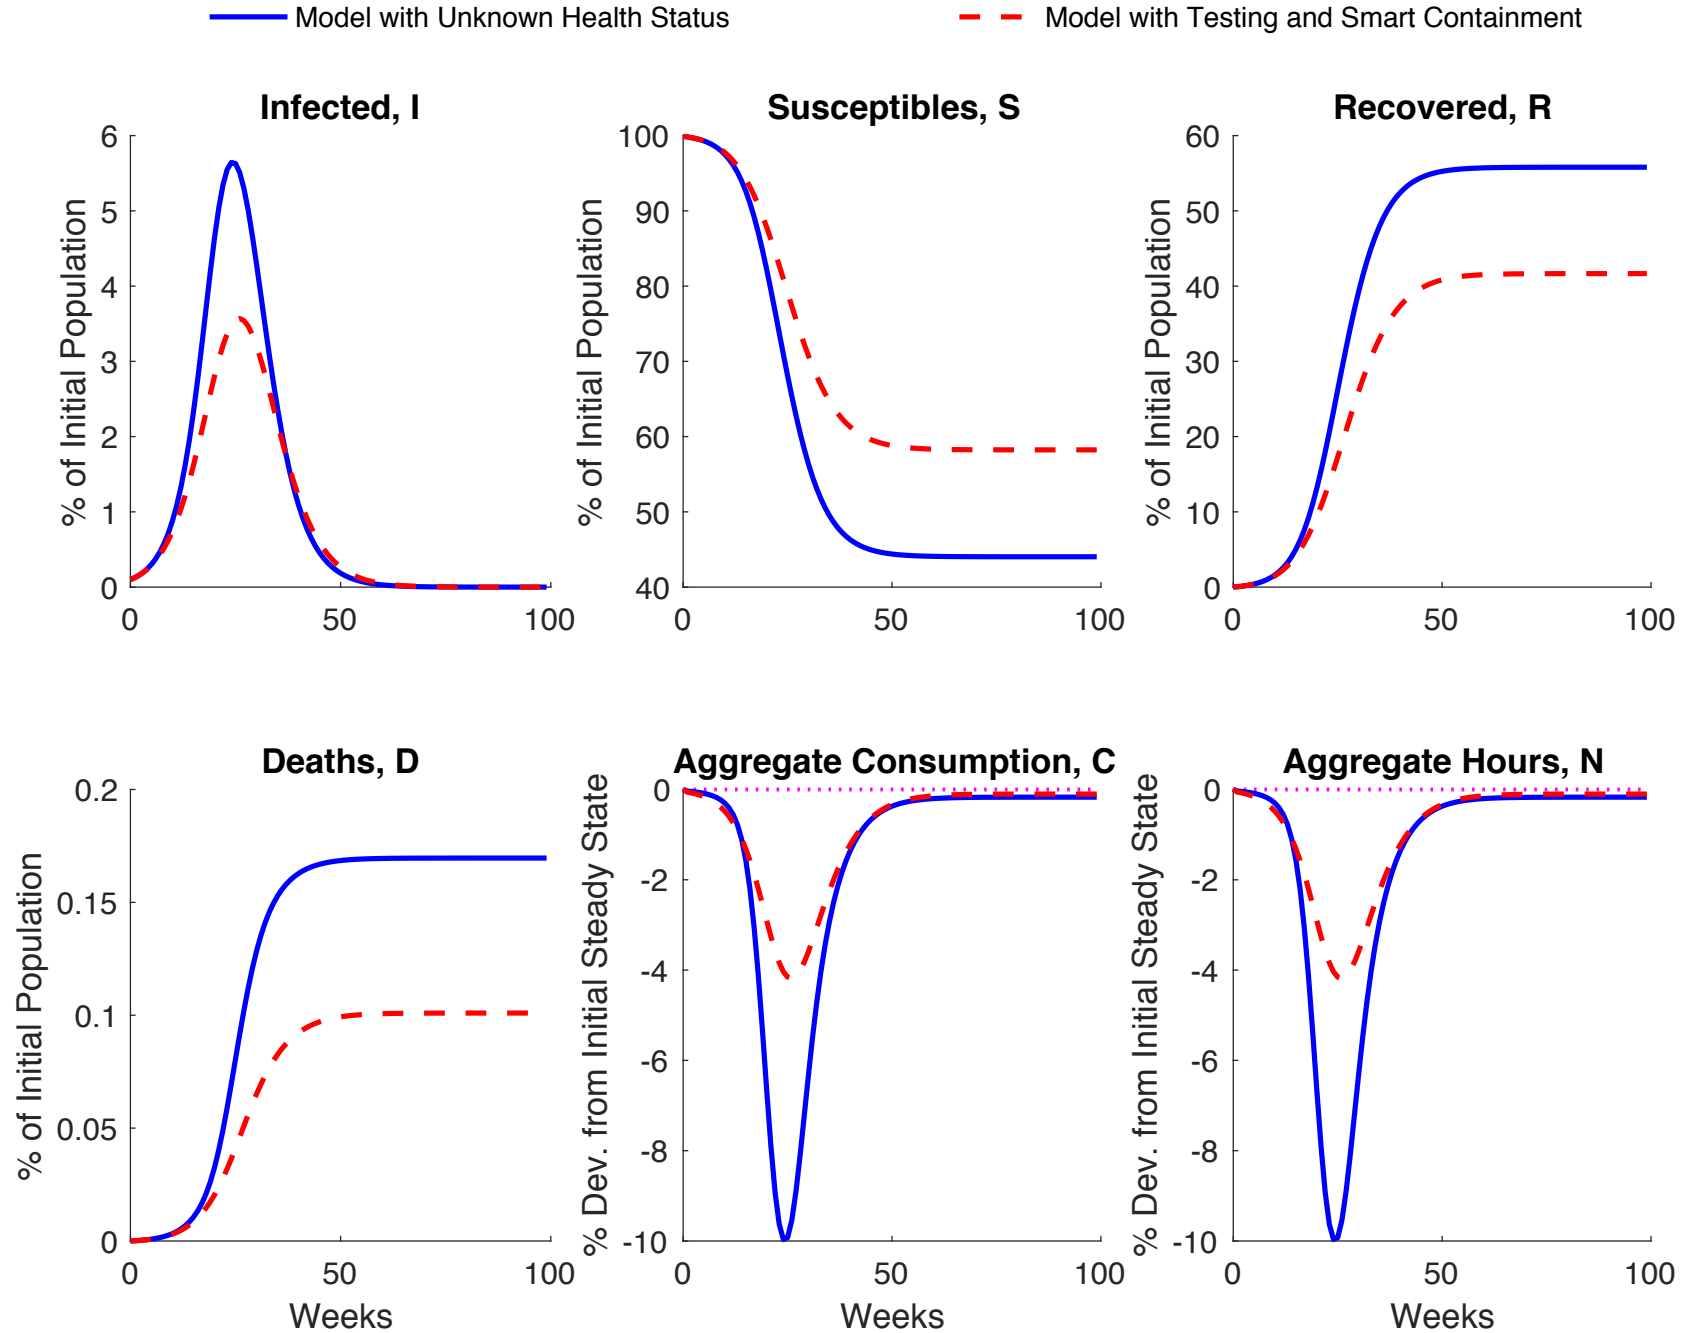 Model with Unknown Health Status
Model with Testing and Smart Containment
Infected, I
% of Initial Population
6
5
4
3
2
1
0
0 50 100
Susceptibles, S
% of Initial Population
100
90
80
70
60
50
40
0 50 100
Recovered, R
% of Initial Population
60
50
40
30
20
10
0
0 50 100
Deaths, D
% of Initial Population
0.2
0.15
0.1
0.05
0
0 50 100
Weeks
Aggregate Consumption, C
% Dev. from Initial Steady State
0
-2
-4
-6
-8
-10
0 50 100
Weeks
Aggregate Hours, N
% Dev. from Initial Steady State
0
-2
-4
-6
-8
-10
0 50 100
Weeks